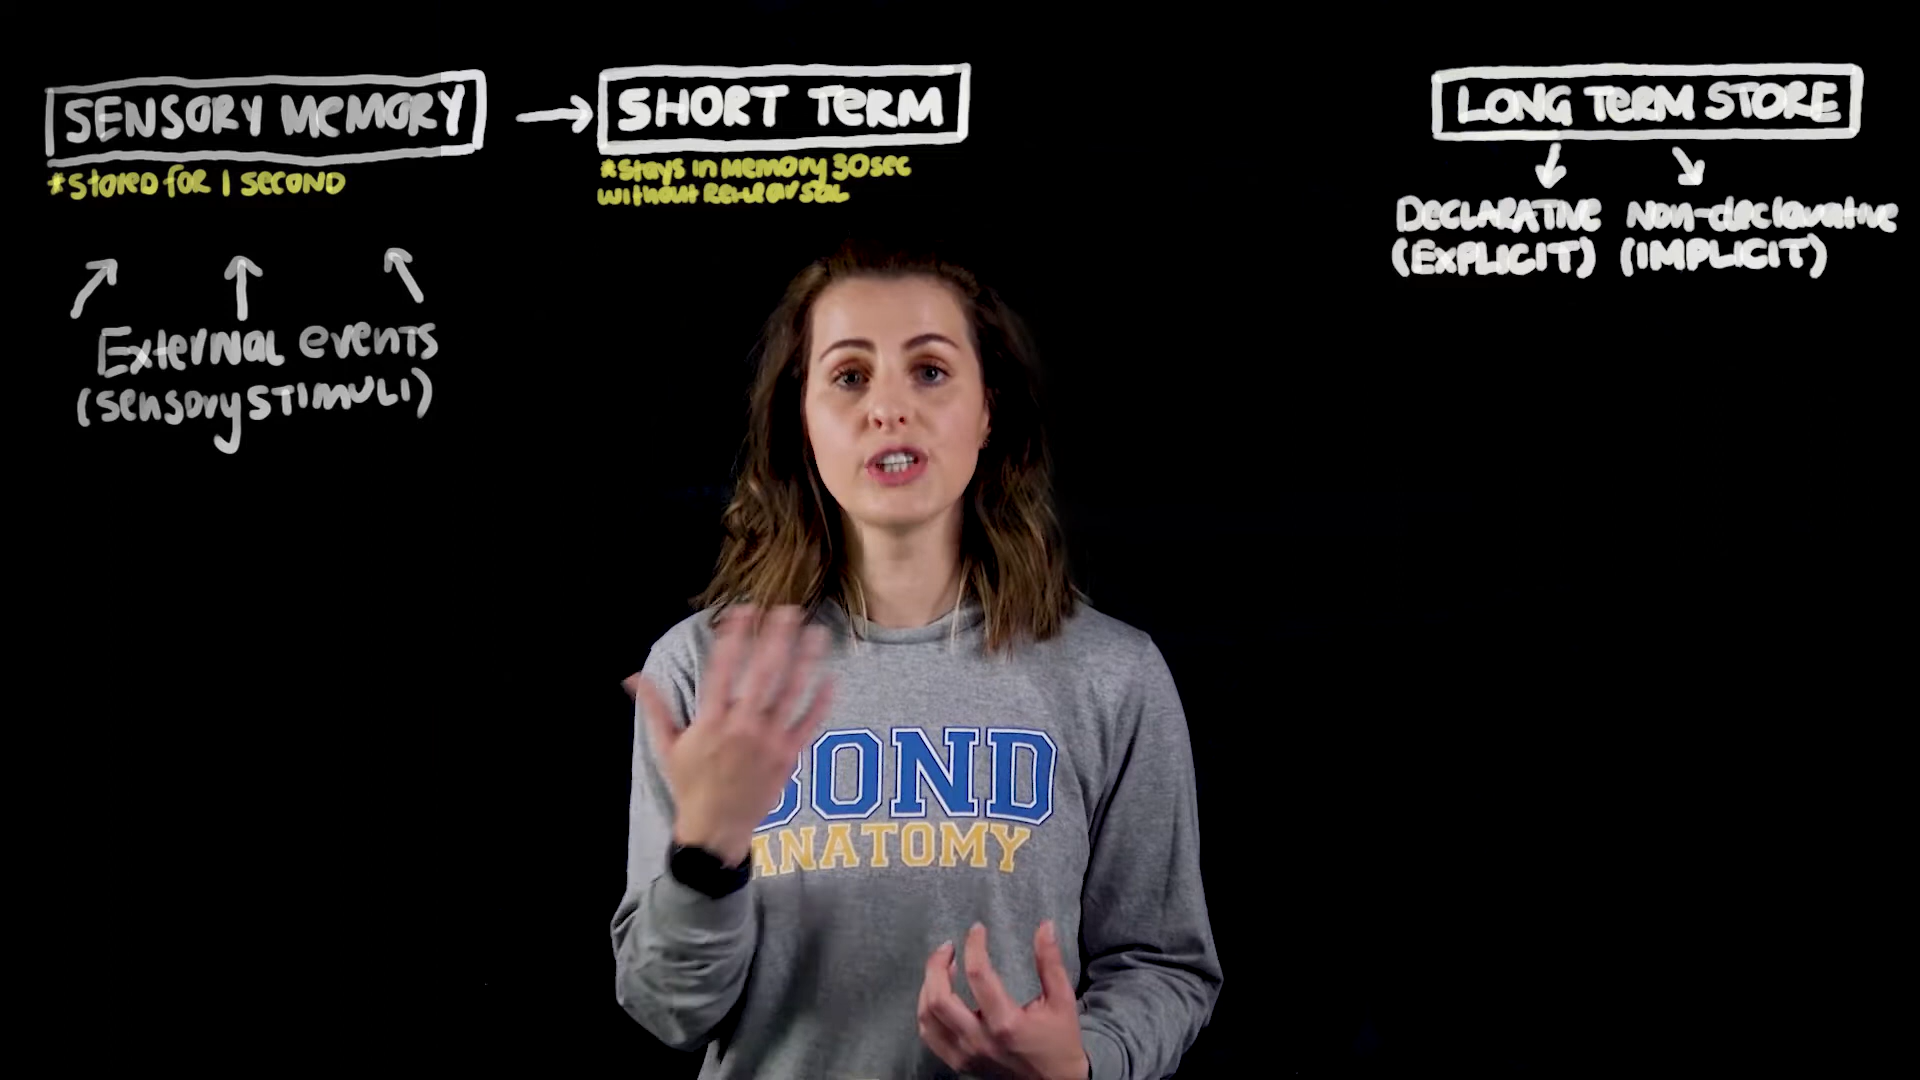 SENSORY MEMORY
*STORED FOR 1 SECOND
External events
(sensory STIMULI)
SHORT TERM
*Stays in Memory 30sec
without Rehearsal
LONG TERM STORE
DECLARATIVE
(EXPLICIT)
Non-declarative
(IMPLICIT)
BOND
ANATOMY